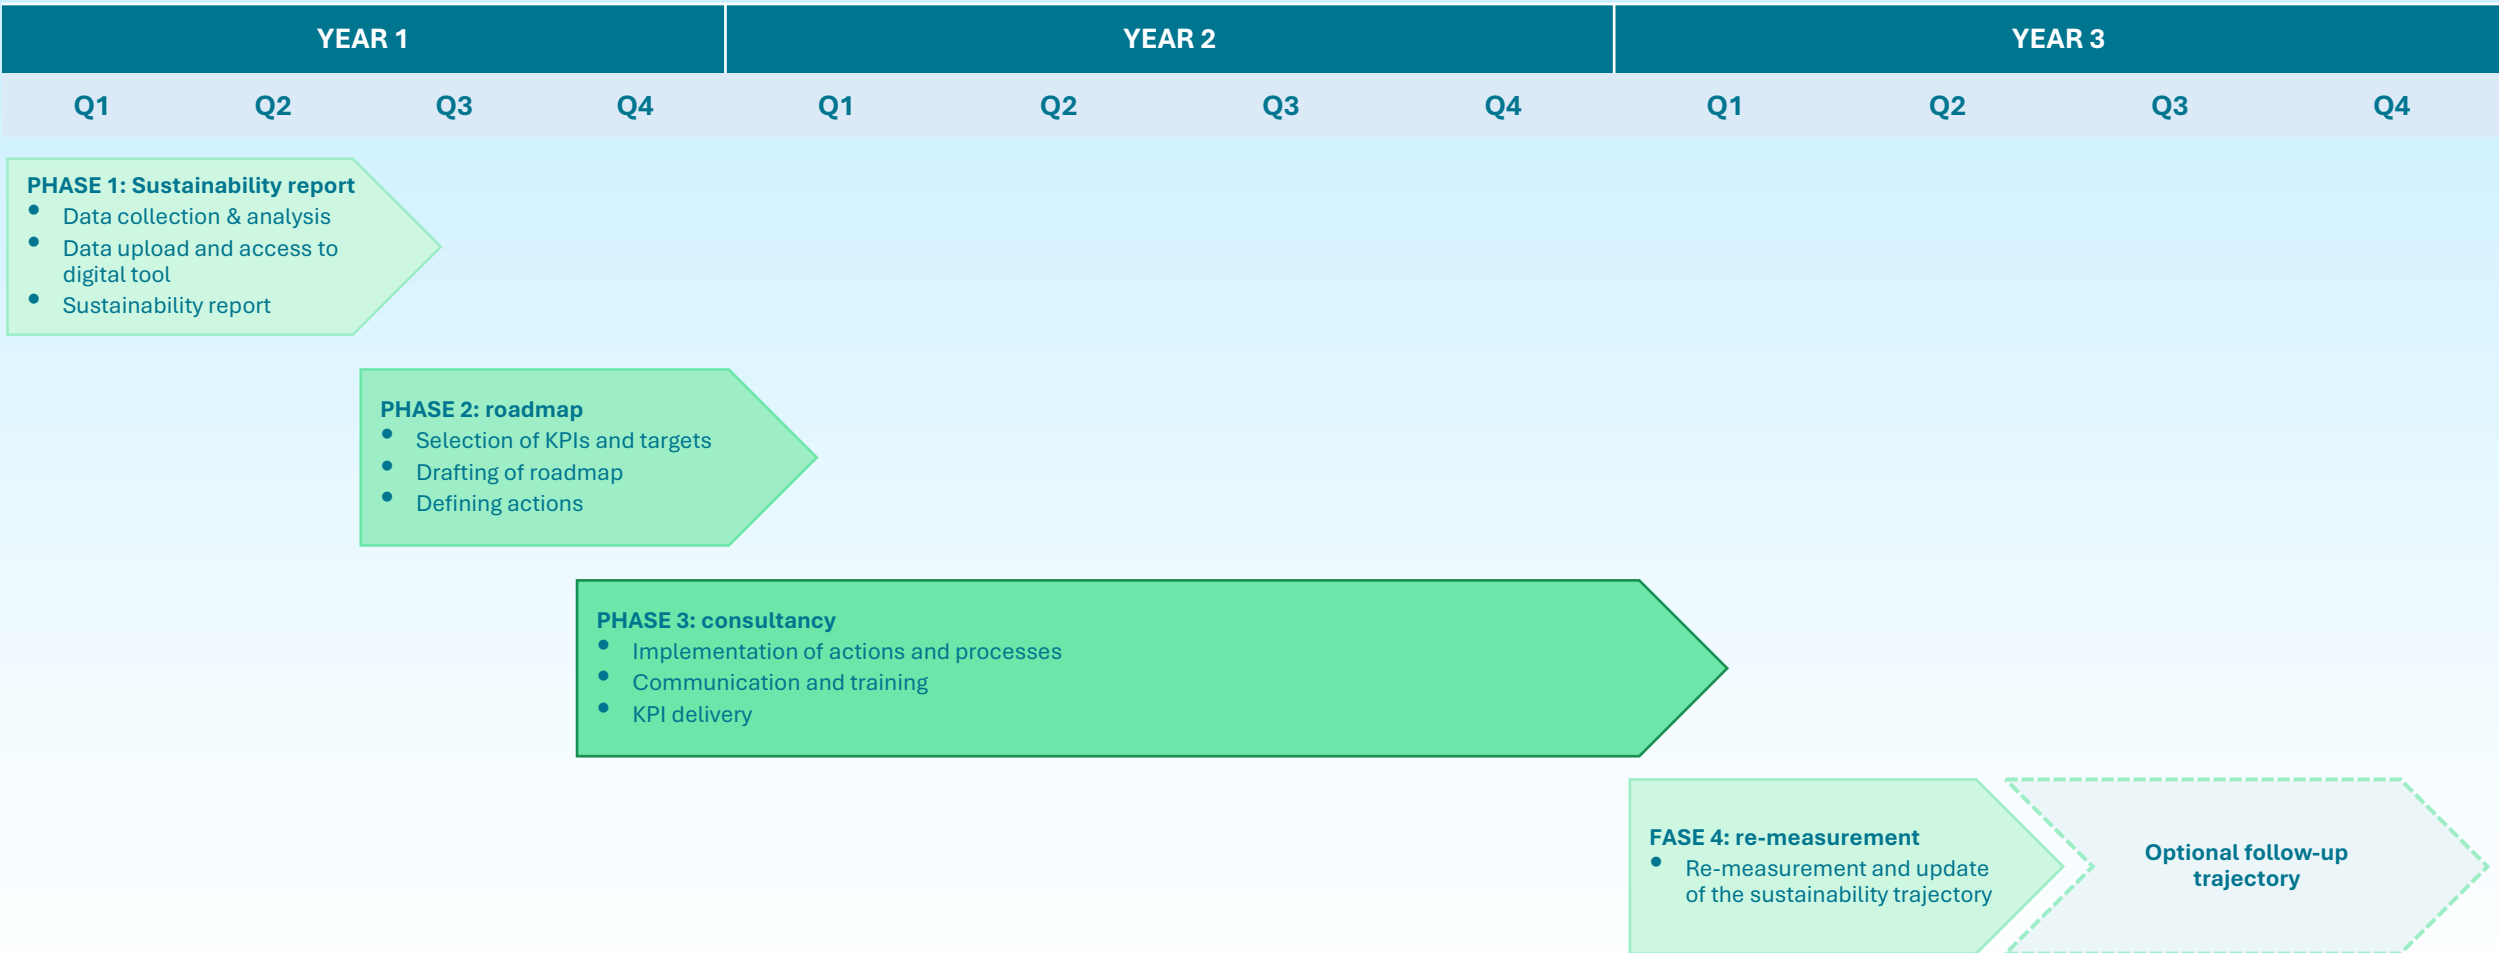 YEAR 1 YEAR 2 YEAR 3
Q1 Q2 Q3 Q4 Q1 Q2 Q3 Q4 Q1 Q2 Q3 Q4
PHASE 1: Sustainability report
• Data collection & analysis
• Data upload and access to
digital tool
• Sustainability report
PHASE 2: roadmap
• Selection of KPIs and targets
• Drafting of roadmap
• Defining actions
PHASE 3: consultancy
• Implementation of actions and processes
• Communication and training
• KPI delivery
FASE 4: re-measurement
• Re-measurement and update
of the sustainability trajectory
Optional follow-up
trajectory